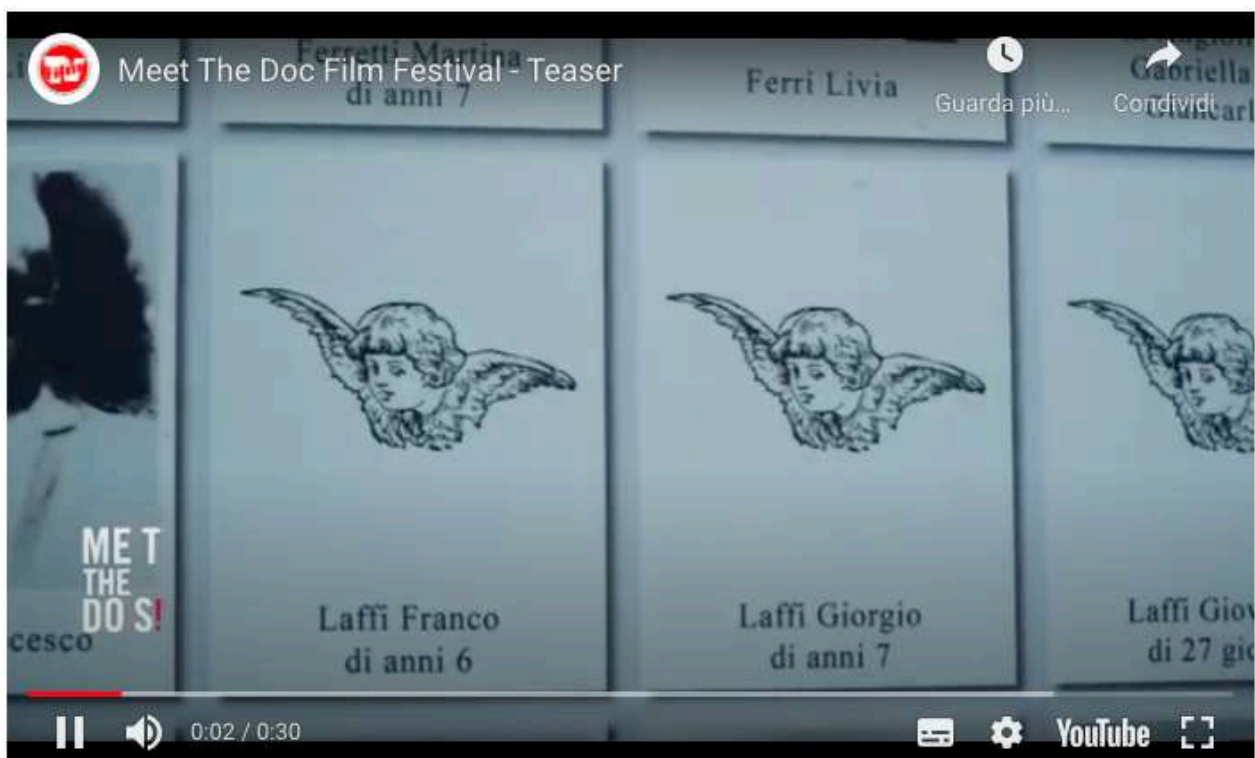 Meet The Doc Film Festival - Teaser
Ferretti Martina
di anni 7
Ferri Livia
Gabriella
Guarda più...
Condividi
ME T
THE
DO S!
cesco
Laffi Franco
di anni 6
Laffi Giorgio
di anni 7
Laffi Giov
di 27 gio
0:02 / 0:30
YouTube